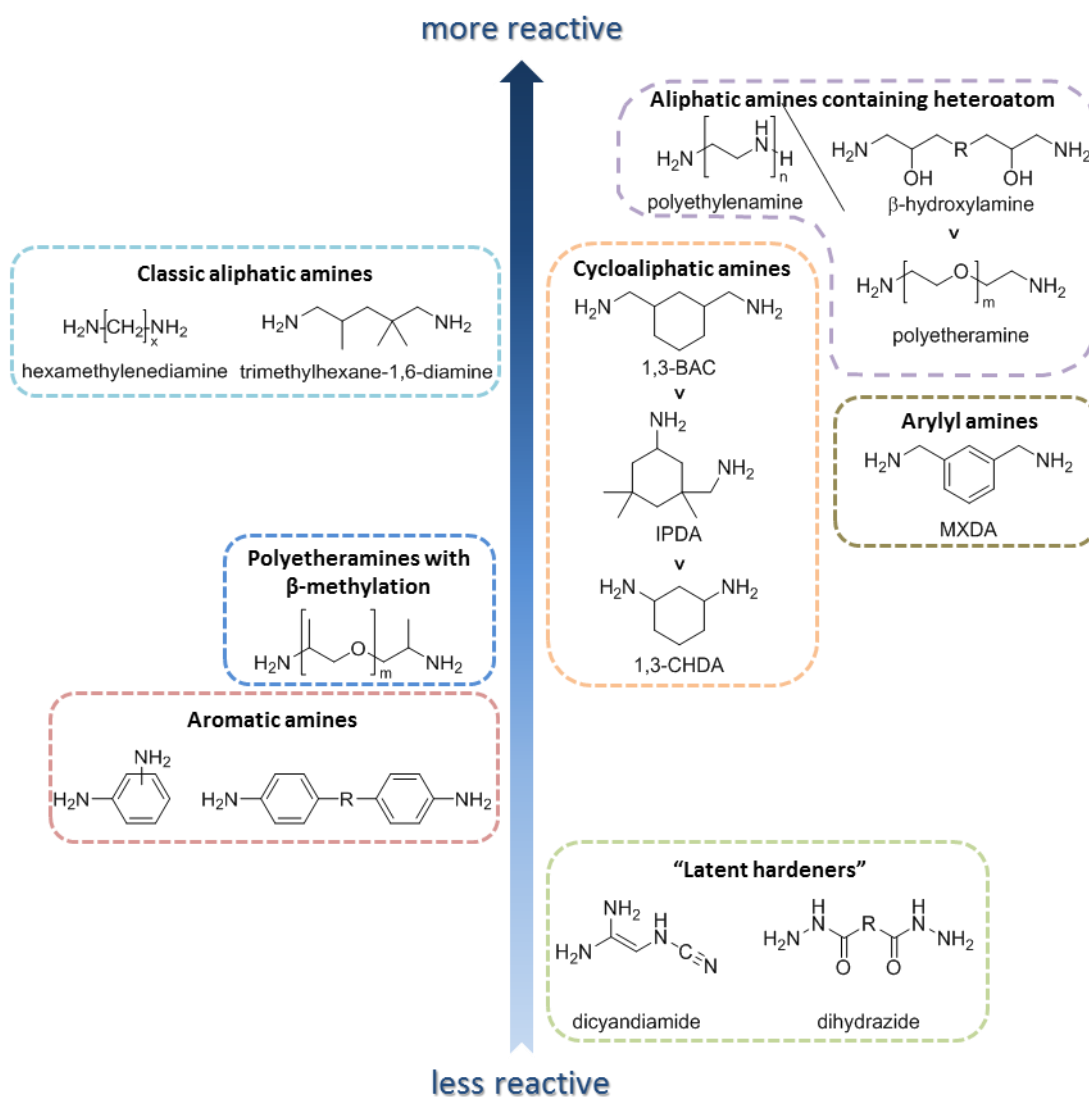 more reactive
Aliphatic amines containing heteroatom
H₂N
H
N
H
n
polyethylenamine
H₂N
OH
R
OH
NH₂
β-hydroxylamine
v
H₂N
O
m
NH₂
polyetheramine
Classic aliphatic amines
H₂N
CH₂
x
NH₂
hexamethylenediamine
H₂N
NH₂
trimethylhexane-1,6-diamine
Cycloaliphatic amines
H₂N
NH₂
1,3-BAC
v
NH₂
NH₂
IPDA
v
H₂N
NH₂
1,3-CHDA
Arylyl amines
H₂N
NH₂
MXDA
Polyetheramines with
β-methylation
H₂N
O
m
NH₂
Aromatic amines
NH₂
H₂N
H₂N
R
NH₂
“Latent hardeners”
NH₂
H₂N
H
N
C
N
dicyandiamide
H₂N
H
N
O
R
O
H
N
NH₂
dihydrazide
less reactive